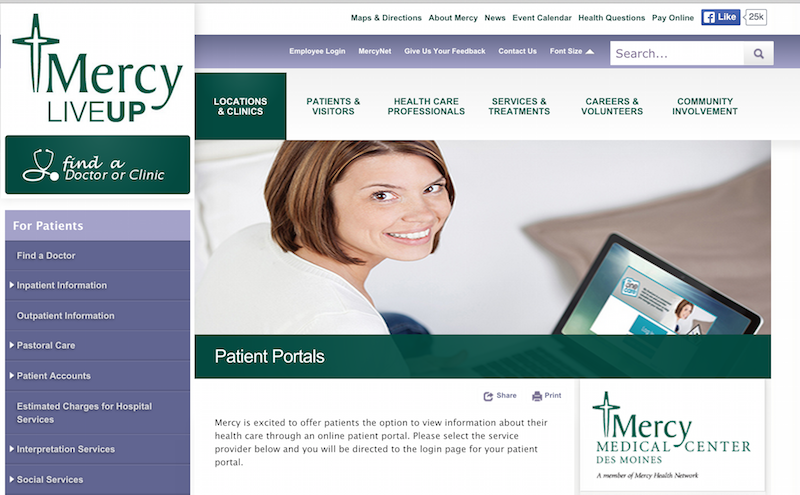 Maps & Directions About Mercy News Event Calendar Health Questions Pay Online Like 25k
Employee Login MercyNet Give Us Your Feedback Contact Us Font Size Search...
Mercy
LIVEUP
find a
Doctor or Clinic
LOCATIONS
& CLINICS
PATIENTS &
VISITORS
HEALTH CARE
PROFESSIONALS
SERVICES &
TREATMENTS
CAREERS &
VOLUNTEERS
COMMUNITY
INVOLVEMENT
For Patients
Find a Doctor
Inpatient Information
Outpatient Information
Pastoral Care
Patient Accounts
Estimated Charges for Hospital
Services
Interpretation Services
Social Services
Patient Portals
Share Print
Mercy is excited to offer patients the option to view information about their
health care through an online patient portal. Please select the service
provider below and you will be directed to the login page for your patient
portal.
Mercy
MEDICAL CENTER
DES MOINES
A member of Mercy Health Network